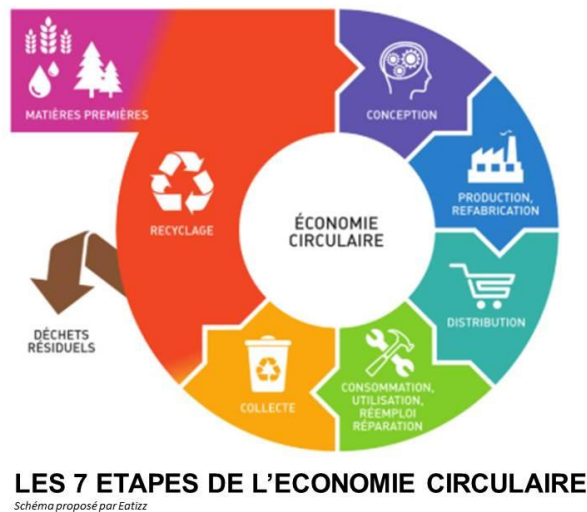 MATIÈRES PREMIÈRES
CONCEPTION
PRODUCTION,
REFABRICATION
DISTRIBUTION
CONSOMMATION,
UTILISATION,
RÉEMPLOI
RÉPARATION
COLLECTE
RECYCLAGE
DÉCHETS
RÉSIDUELS
ÉCONOMIE
CIRCULAIRE
LES 7 ETAPES DE L’ECONOMIE CIRCULAIRE
Schéma proposé par Eatizz